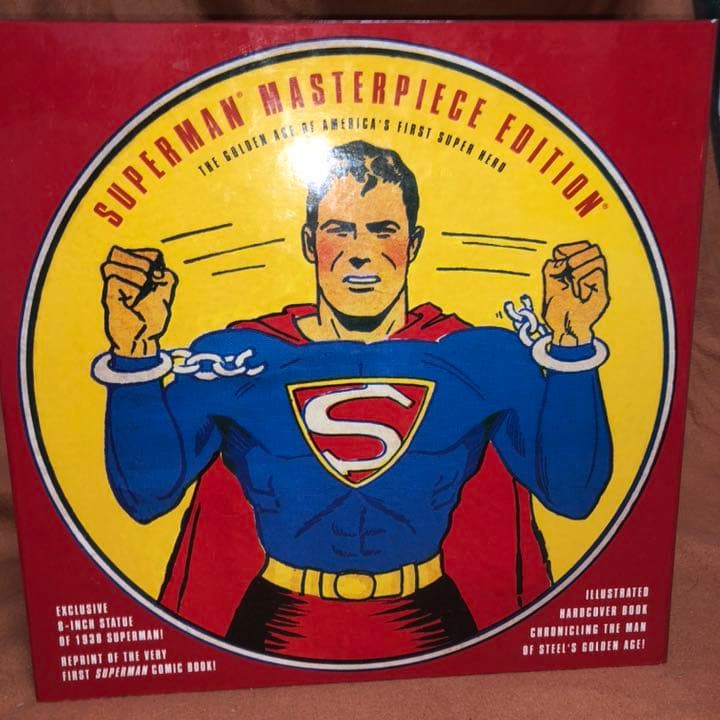 SUPERMAN® MASTERPIECE EDITION®
THE GOLDEN AGE OF AMERICA'S FIRST SUPER HERO
S
EXCLUSIVE
8-INCH STATUE
OF 1938 SUPERMAN!
REPRINT OF THE VERY
FIRST SUPERMAN COMIC BOOK!
ILLUSTRATED
HARDCOVER BOOK
CHRONICLING THE MAN
OF STEEL'S GOLDEN AGE!